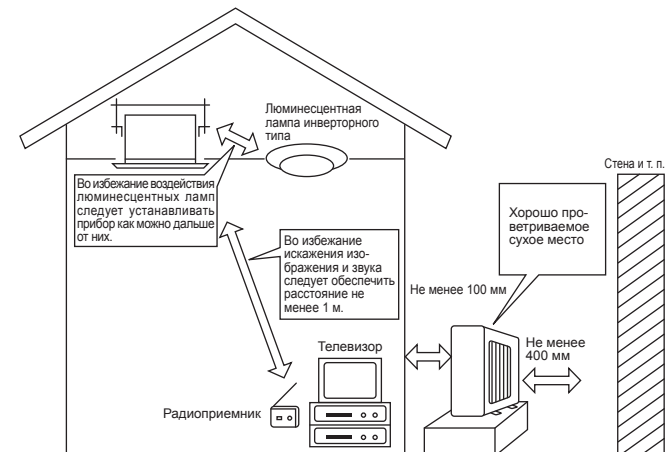 Люминесцентная
лампа инверторного
типа
Во избежание воздействия
люминесцентных ламп
следует устанавливать
прибор как можно дальше
от них.
Во избежание
искажения изо-
бражения и звука
следует обеспечить
расстояние не
менее 1 м.
Стена и т. п.
Хорошо про-
ветриваемое
сухое место
Не менее 100 мм
Не менее
400 мм
Телевизор
Радиоприемник